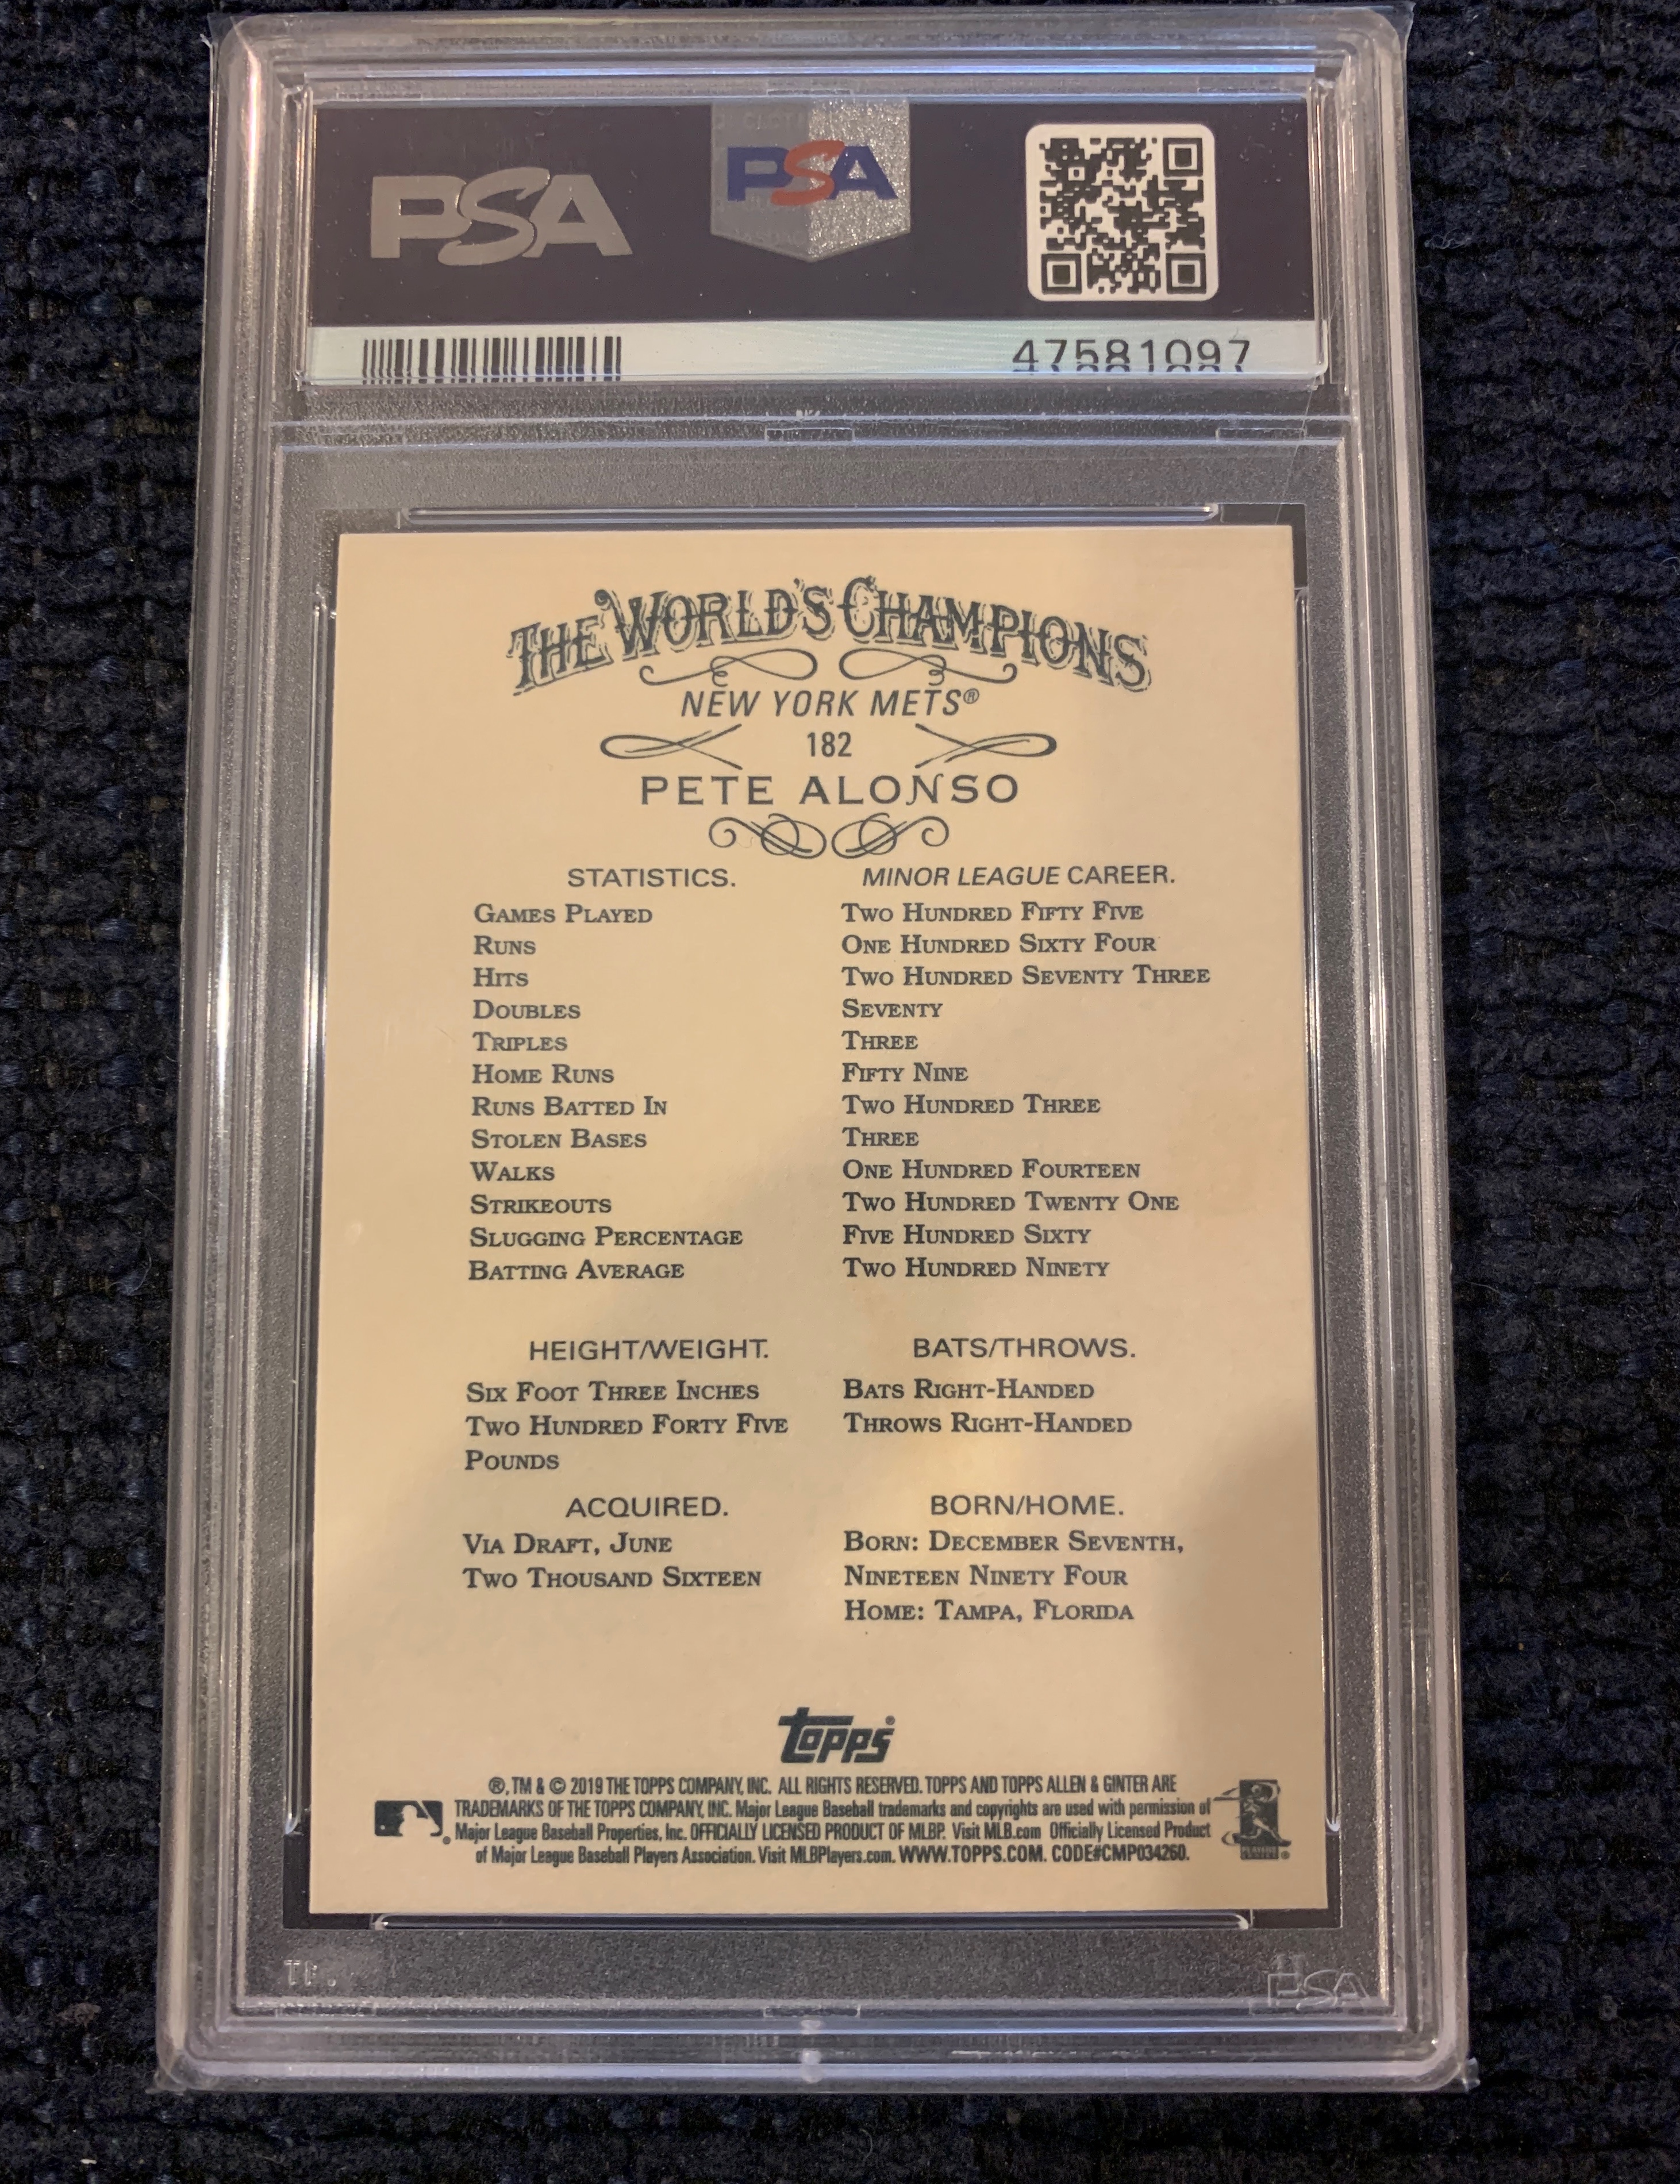 PSA
PSA
47581097
THE WORLD'S CHAMPIONS
NEW YORK METS®
182
PETE ALONSO
STATISTICS. MINOR LEAGUE CAREER.
GAMES PLAYED TWO HUNDRED FIFTY FIVE
RUNS ONE HUNDRED SIXTY FOUR
HITS TWO HUNDRED SEVENTY THREE
DOUBLES SEVENTY
TRIPLES THREE
HOME RUNS FIFTY NINE
RUNS BATTED IN TWO HUNDRED THREE
STOLEN BASES THREE
WALKS ONE HUNDRED FOURTEEN
STRIKEOUTS TWO HUNDRED TWENTY ONE
SLUGGING PERCENTAGE FIVE HUNDRED SIXTY
BATTING AVERAGE TWO HUNDRED NINETY
HEIGHT/WEIGHT. BATS/THROWS.
SIX FOOT THREE INCHES BATS RIGHT-HANDED
TWO HUNDRED FORTY FIVE THROWS RIGHT-HANDED
POUNDS
ACQUIRED. BORN/HOME.
VIA DRAFT, JUNE BORN: DECEMBER SEVENTH,
TWO THOUSAND SIXTEEN NINETEEN NINETY FOUR
HOME: TAMPA, FLORIDA
topps®
®, TM & © 2019 THE TOPPS COMPANY, INC. ALL RIGHTS RESERVED. TOPPS AND TOPPS ALLEN & GINTER ARE
TRADEMARKS OF THE TOPPS COMPANY, INC. Major League Baseball trademarks and copyrights are used with permission of
Major League Baseball Properties, Inc. OFFICIALLY LICENSED PRODUCT OF MLBP. Visit MLB.com Officially Licensed Product
of Major League Baseball Players Association. Visit MLBPlayers.com. WWW.TOPPS.COM. CODE#CMP034260.
PSA